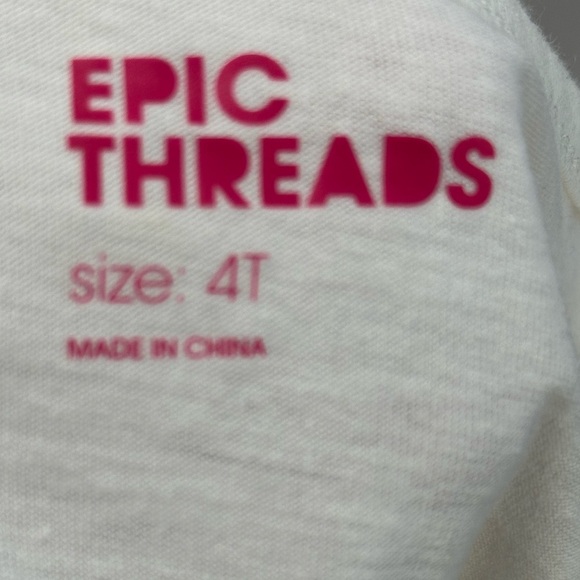 EPIC
THREADS
size: 4T
MADE IN CHINA